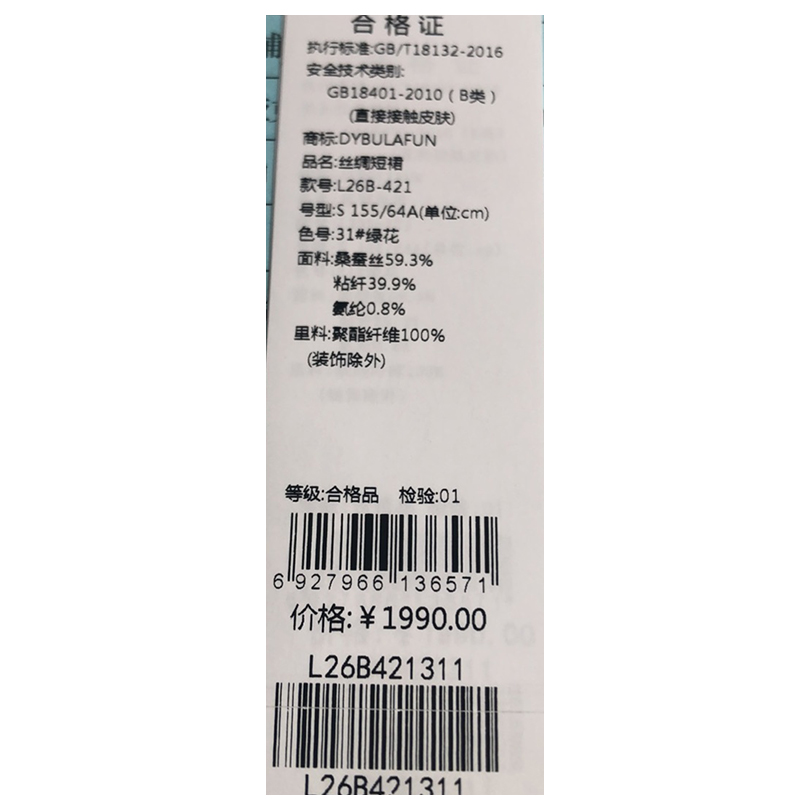 合格证
执行标准:GB/T18132-2016
安全技术类别:
GB18401-2010（B类）
(直接接触皮肤)
商标:DYBULAFUN
品名:丝绸短裙
款号:L26B-421
号型:S 155/64A(单位:cm)
色号:31#绿花
面料:桑蚕丝59.3%
粘纤39.9%
氨纶0.8%
里料:聚酯纤维100%
(装饰除外)
等级:合格品 检验:01
6 927966 136571
价格:￥1990.00
L26B421311
L26B421311